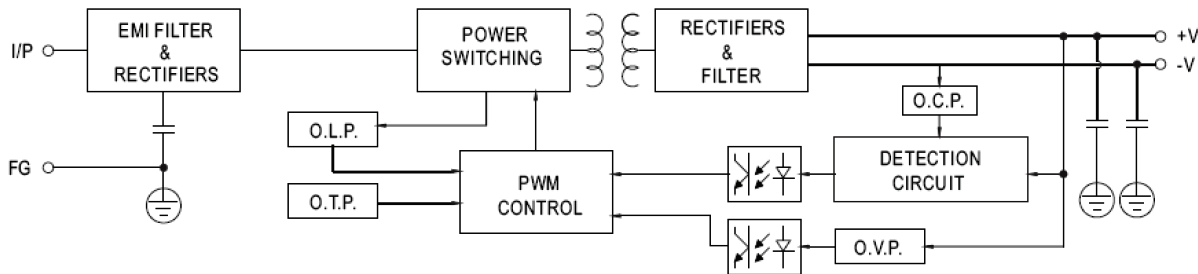 I/P
EMI FILTER
&
RECTIFIERS
POWER
SWITCHING
RECTIFIERS
&
FILTER
+V
-V
O.C.P.
O.L.P.
FG
O.T.P.
PWM
CONTROL
DETECTION
CIRCUIT
O.V.P.